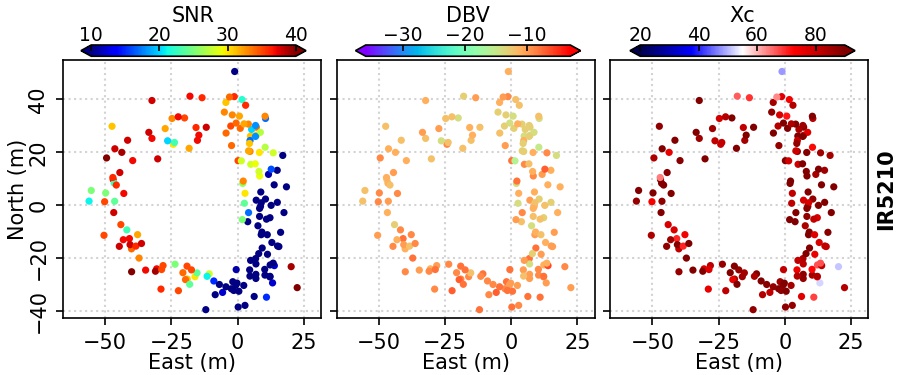 SNR DBV Xc
10 20 30 40 −30 −20 −10 20 40 60 80
40
20
0
−20
−40
North (m)
−50 −25 0 25 −50 −25 0 25 −50 −25 0 25
East (m) East (m) East (m)
IR5210